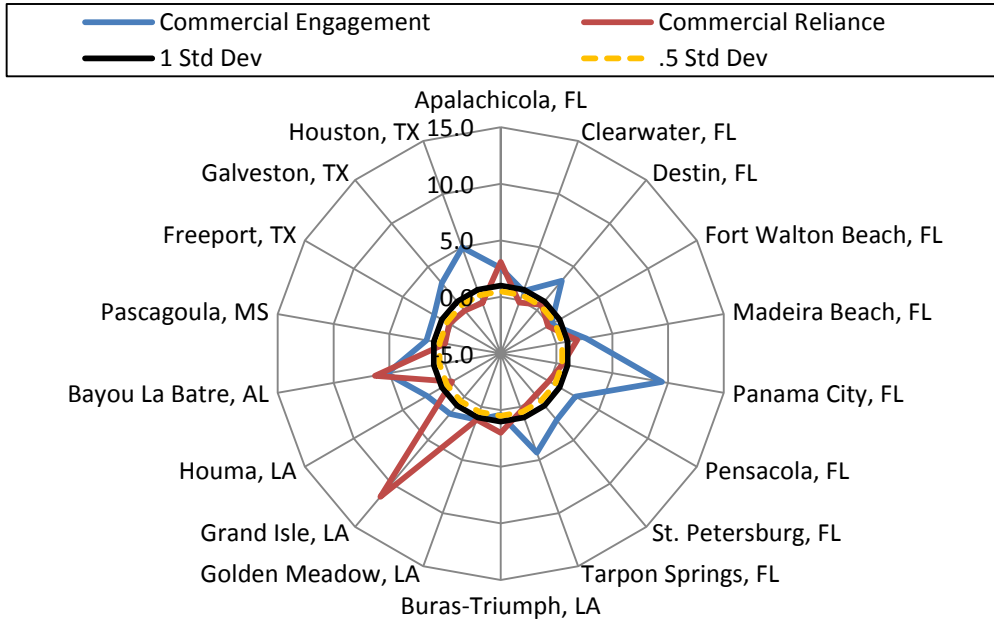 Commercial Engagement
Commercial Reliance
1 Std Dev
.5 Std Dev
Apalachicola, FL
Houston, TX
15.0
Clearwater, FL
Galveston, TX
Destin, FL
10.0
Freeport, TX
5.0
Fort Walton Beach, FL
Pascagoula, MS
0.0
Madeira Beach, FL
-5.0
Bayou La Batre, AL
Panama City, FL
Houma, LA
Pensacola, FL
Grand Isle, LA
St. Petersburg, FL
Golden Meadow, LA
Tarpon Springs, FL
Buras-Triumph, LA